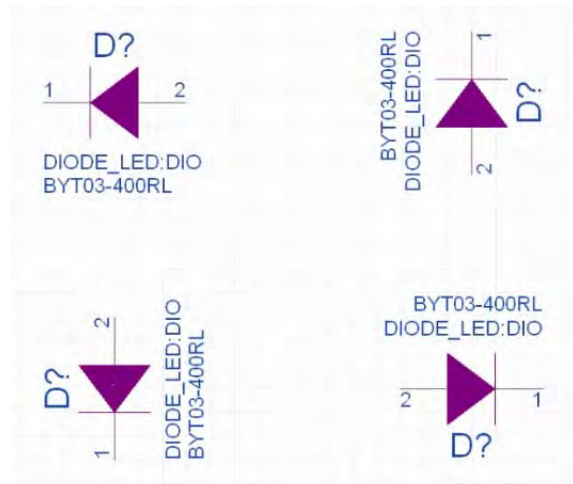 D?
1
2
DIODE_LED:DIO
BYT03-400RL
BYT03-400RL
DIODE_LED:DIO
1
D?
2
D?
2
1
DIODE_LED:DIO
BYT03-400RL
BYT03-400RL
DIODE_LED:DIO
2
1
D?